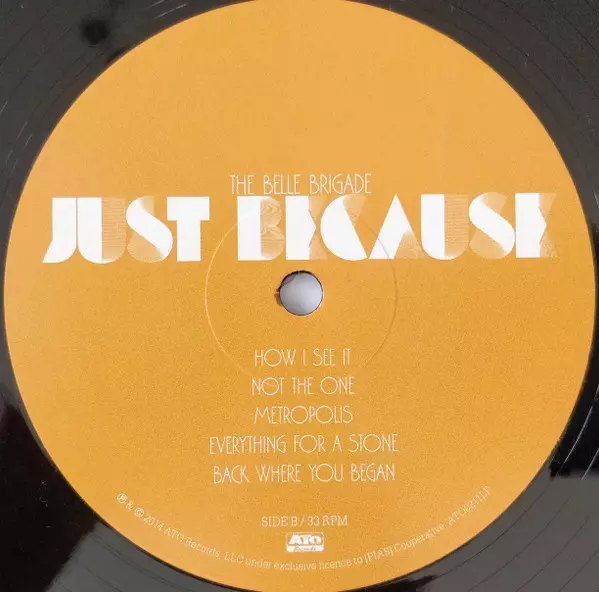 THE BELLE BRIGADE
JUST BECAUSE
HOW I SEE IT
NOT THE ONE
METROPOLIS
EVERYTHING FOR A STONE
BACK WHERE YOU BEGAN
SIDE B / 33 RPM
ATO
Records
℗ & © 2014 ATO Records, LLC under exclusive licence to [PIAS] Cooperative.